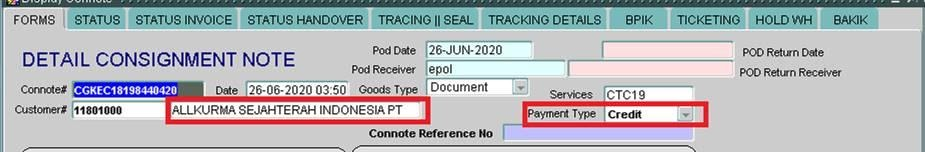 FORMS STATUS STATUS INVOICE STATUS HANDOVER TRACING || SEAL TRACKING DETAILS BPIK TICKETING HOLD WH BAKIK
DETAIL CONSIGNMENT NOTE
Pod Date 26-JUN-2020 POD Return Date
Pod Receiver epol POD Return Receiver
Connote# CGKEC18198440420 Date 26-06-2020 03:50 Goods Type Document Services CTC19
Customer# 11801000 ALLKURMA SEJAHTERAH INDONESIA PT Payment Type Credit
Connote Reference No